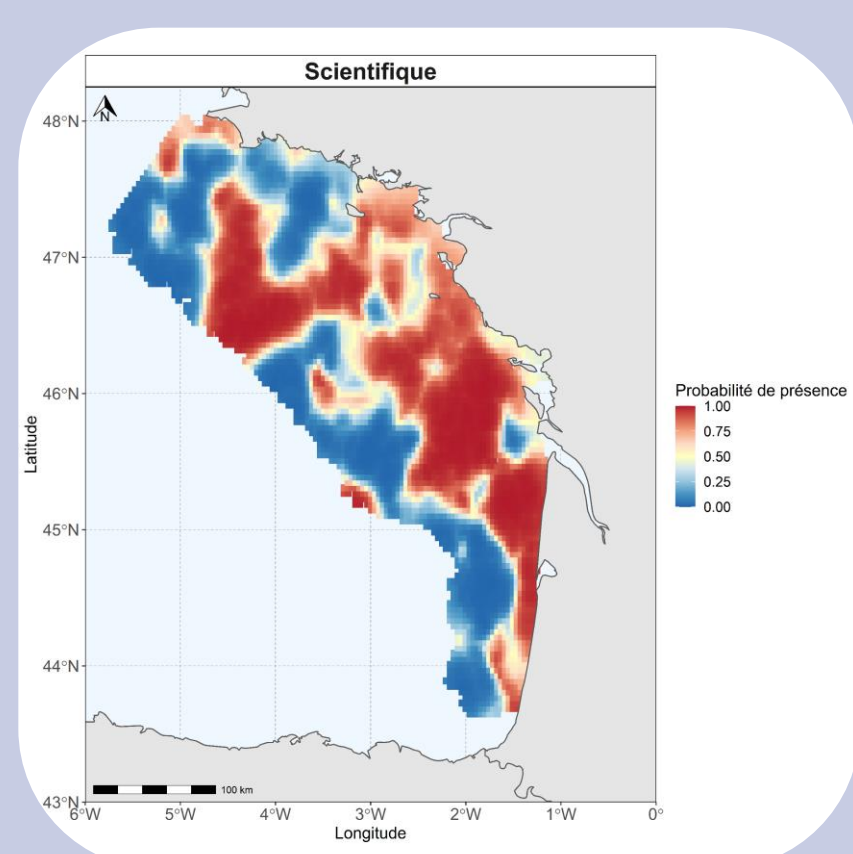 Scientifique
N
48°N
47°N
46°N
45°N
44°N
43°N
Latitude
100 km
6°W 5°W 4°W 3°W 2°W 1°W 0°
Longitude
Probabilité de présence
1.00
0.75
0.50
0.25
0.00